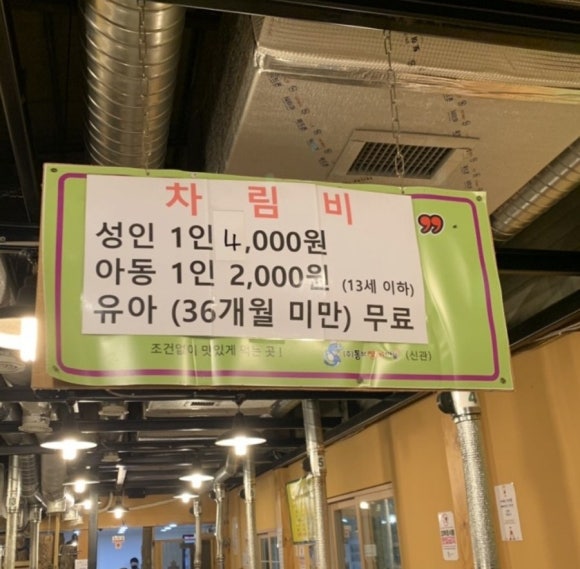 차 림 비
성인 1인 4,000원
아동 1인 2,000원 (13세 이하)
유아 (36개월 미만) 무료
조건없이 맛있게 먹는 곳!
(주) (신관)
4